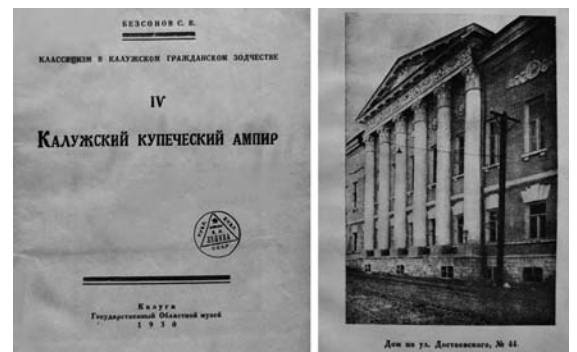 БЕЗСОНОВ С. В.
КЛАССИЦИЗМ В КАЛУЖСКОМ ГРАЖДАНСКОМ ЗОДЧЕСТВЕ
IV
КАЛУЖСКИЙ КУПЕЧЕСКИЙ АМПИР
Калуга
Государственный Областной музей
1930
Дом на ул. Достоевского, № 44.